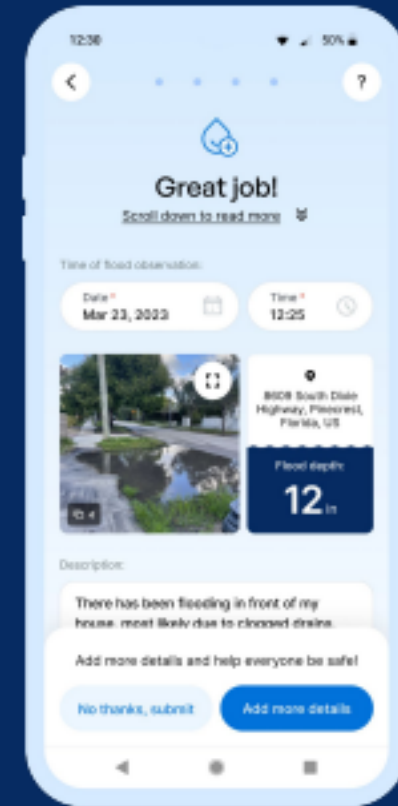 12:30
50%
?
Great job!
Scroll down to read more
Time of flood observation:
Date*
Mar 23, 2023
Time*
12:25
8609 South Dixie
Highway, Pinecrest,
Florida, US
Flood depth:
12 in
4
Description:
There has been flooding in front of my
house, most likely due to clogged drains.
Add more details and help everyone be safe!
No thanks, submit
Add more details